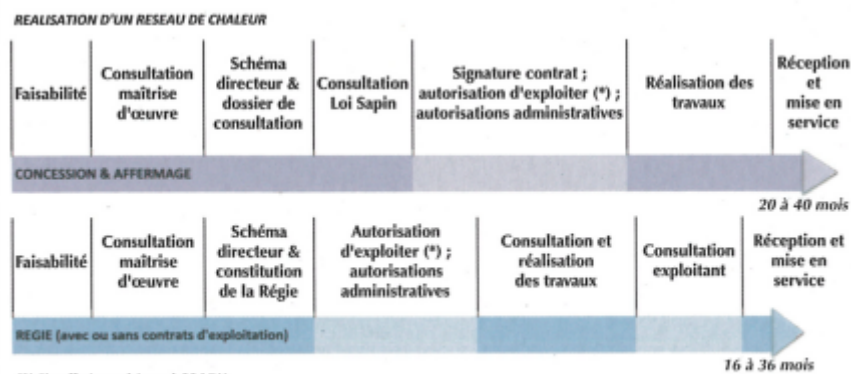 REALISATION D'UN RESEAU DE CHALEUR
Faisabilité
Consultation
maîtrise
d'œuvre
Schéma
directeur &
dossier de
consultation
Consultation
Loi Sapin
Signature contrat ;
autorisation d'exploiter (*) ;
autorisations administratives
Réalisation des
travaux
Réception
et
mise en
service
CONCESSION & AFFERMAGE
20 à 40 mois
Faisabilité
Consultation
maîtrise
d'œuvre
Schéma
directeur &
constitution
de la Régie
Autorisation
d'exploiter (*) ;
autorisations
administratives
Consultation et
réalisation
des travaux
Consultation
exploitant
Réception et
mise en
service
REGIE (avec ou sans contrats d'exploitation)
16 à 36 mois